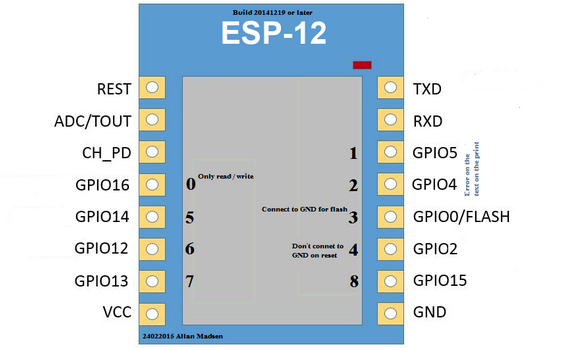 Build 20141219 or later
ESP-12
REST
TXD
ADC/TOUT
RXD
CH_PD
1
GPIO5
GPIO16
0
Only read / write
2
GPIO4
Error on the
text on the print
GPIO14
5
Connect to GND for flash
3
GPIO0/FLASH
GPIO12
6
Don't connet to
GND on reset
4
GPIO2
GPIO13
7
8
GPIO15
VCC
GND
24022015 Allan Madsen